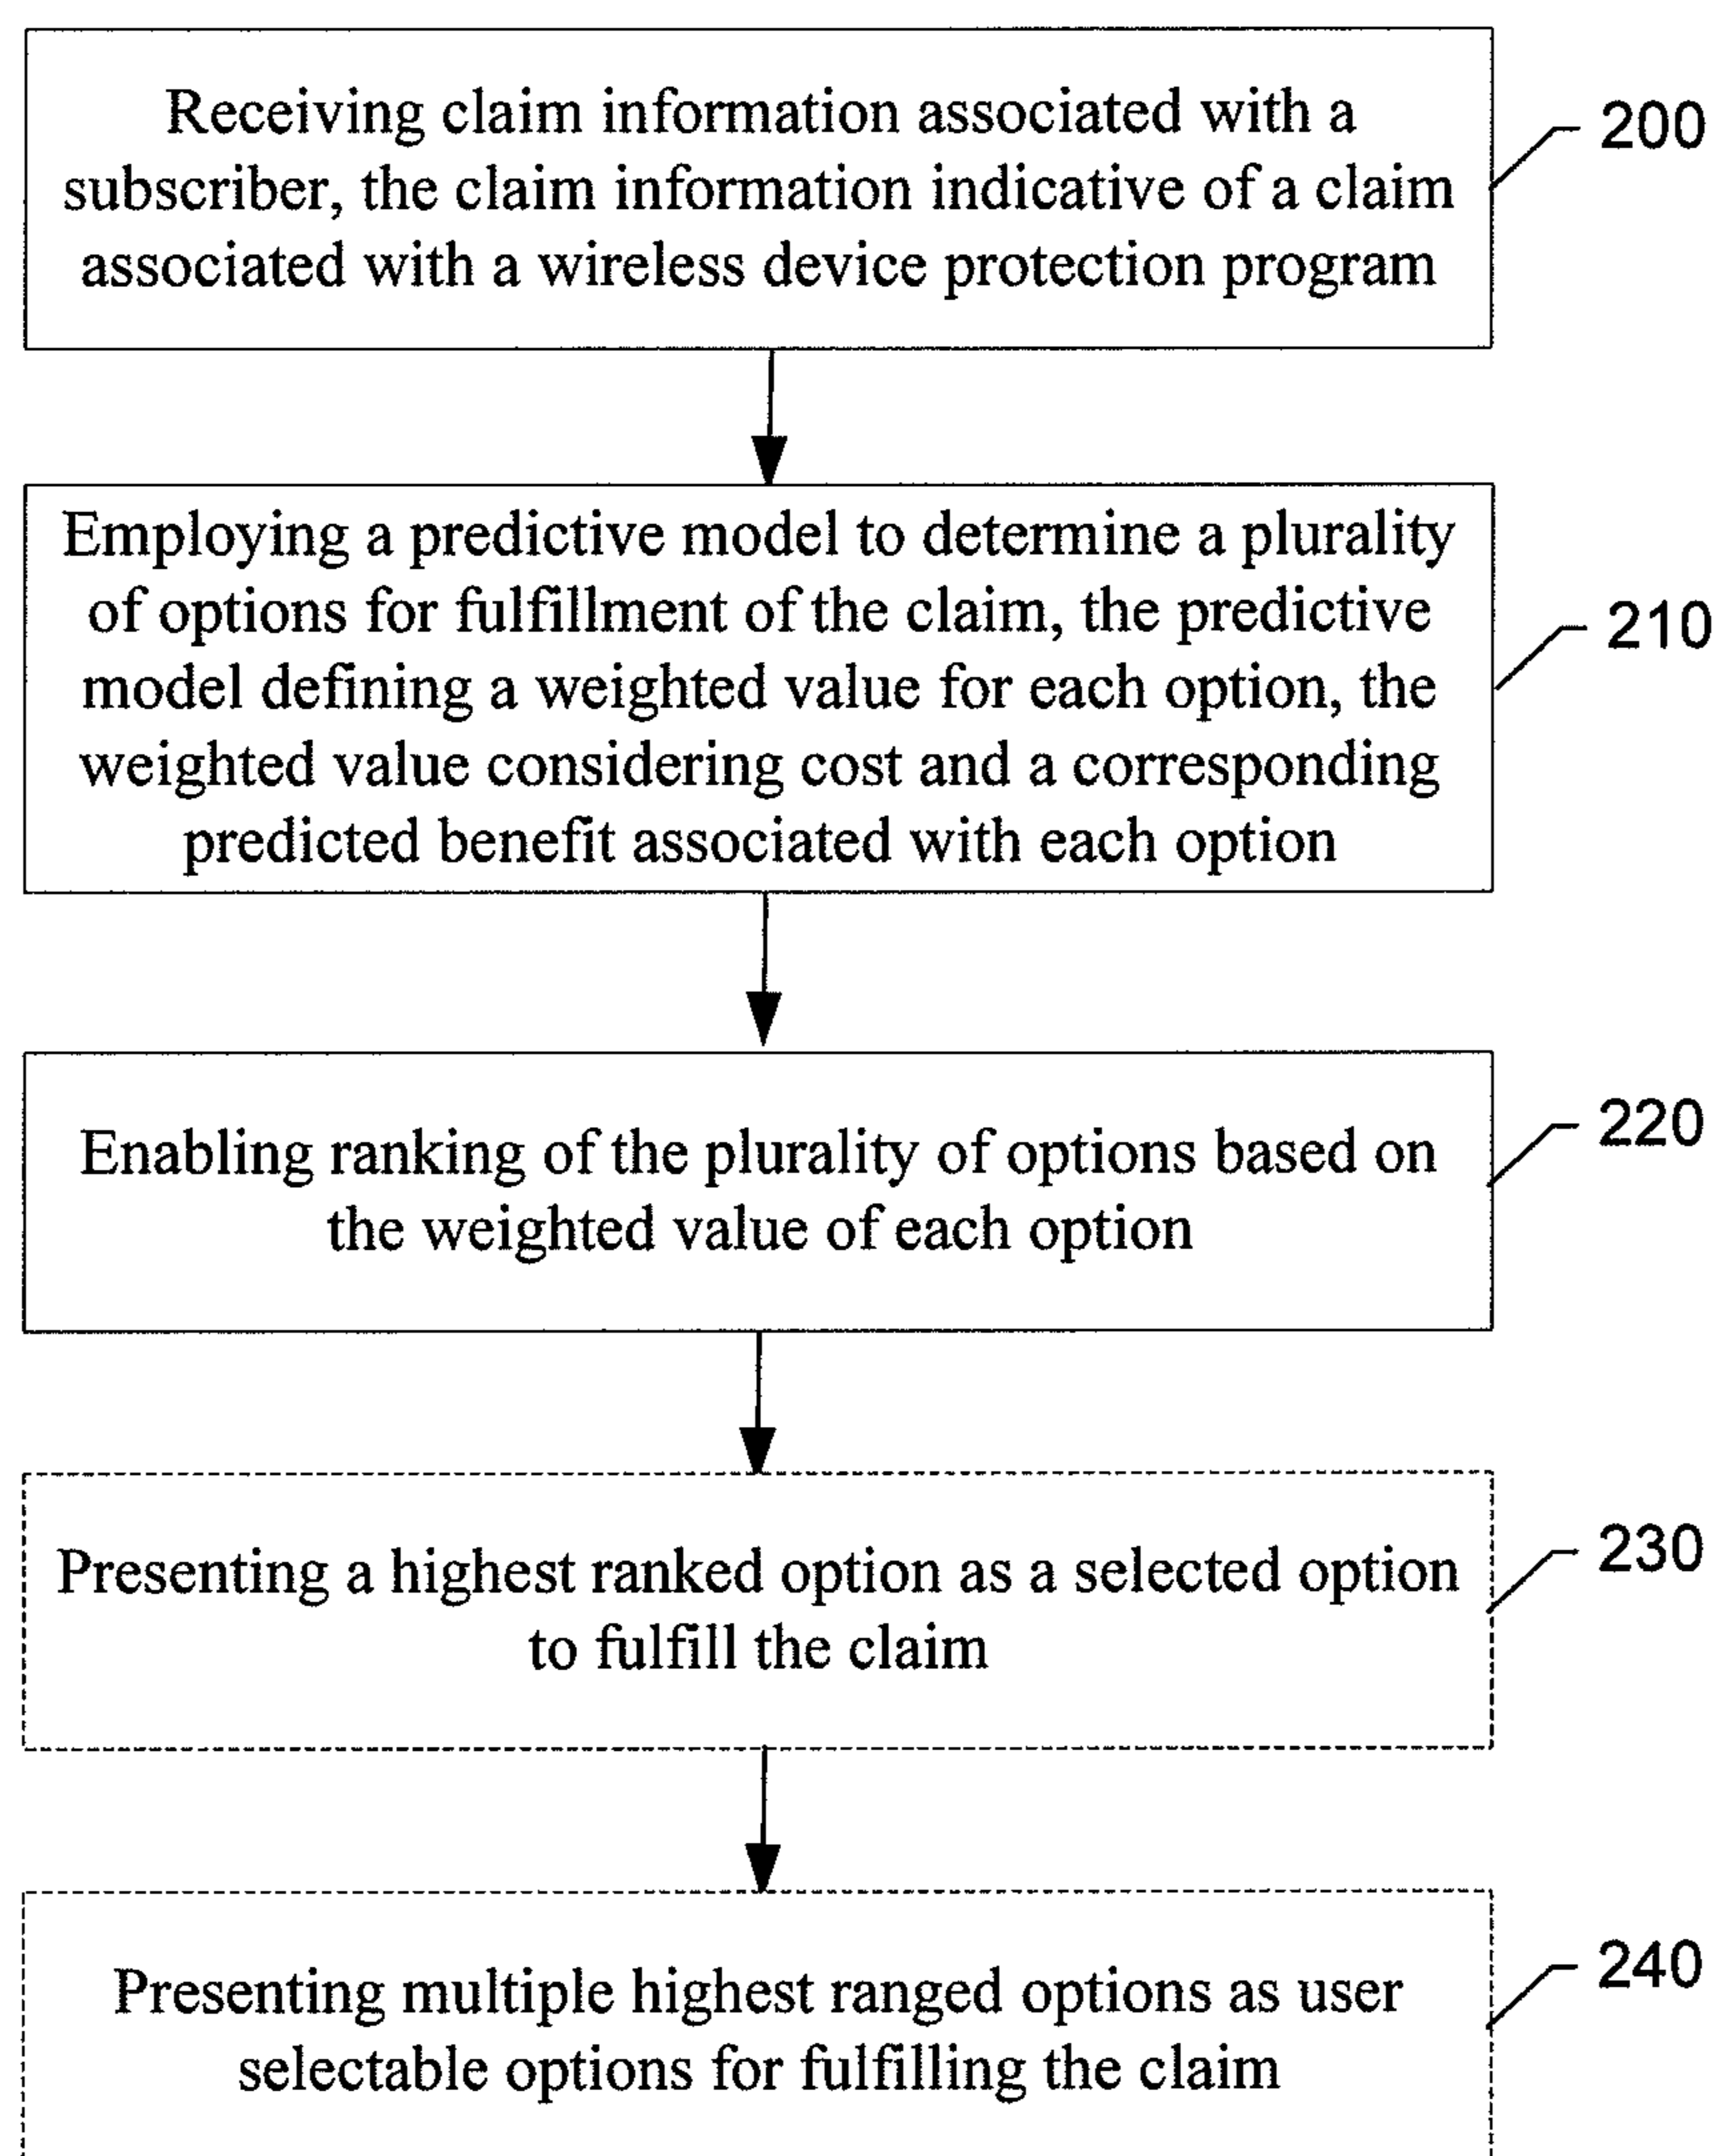 Receiving claim information associated with a
subscriber, the claim information indicative of a claim
associated with a wireless device protection program
200
Employing a predictive model to determine a plurality
of options for fulfillment of the claim, the predictive
model defining a weighted value for each option, the
weighted value considering cost and a corresponding
predicted benefit associated with each option
210
Enabling ranking of the plurality of options based on
the weighted value of each option
220
Presenting a highest ranked option as a selected option
to fulfill the claim
230
Presenting multiple highest ranged options as user
selectable options for fulfilling the claim
240